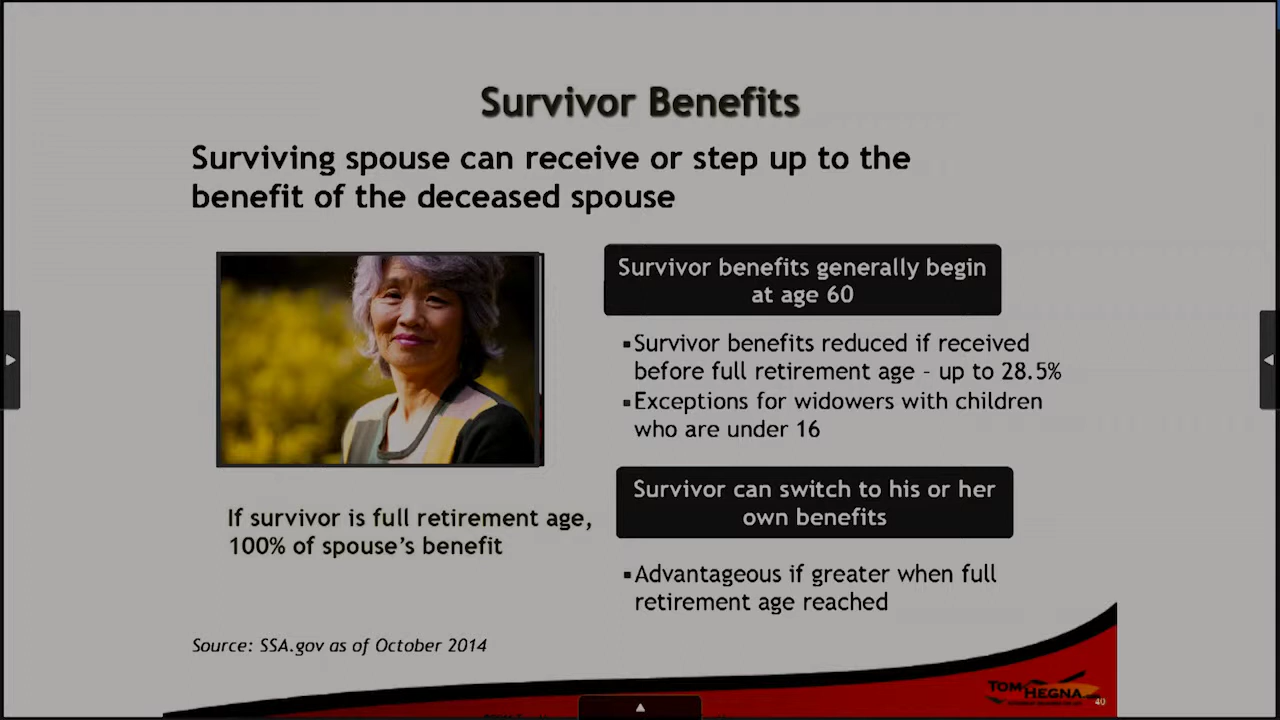 Survivor Benefits
Surviving spouse can receive or step up to the
benefit of the deceased spouse
Survivor benefits generally begin
at age 60
▪Survivor benefits reduced if received
before full retirement age - up to 28.5%
▪Exceptions for widowers with children
who are under 16
If survivor is full retirement age,
100% of spouse's benefit
Survivor can switch to his or her
own benefits
▪Advantageous if greater when full
retirement age reached
Source: SSA.gov as of October 2014
TOM HEGNA
40